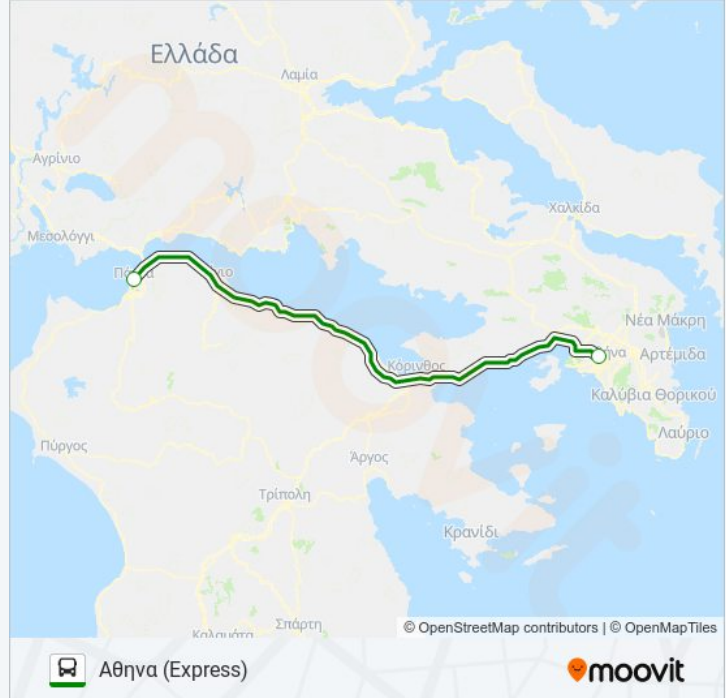 Ελλάδα
Λαμία
Αγρίνιο
Χαλκίδα
Μεσολόγγι
Νέα Μάκρη
Κόρινθος
Αρτέμιδα
Καλύβια Θορικού
Λαύριο
Πύργος
Άργος
Τρίπολη
Κρανίδι
Σπάρτη
Καλαμάτα
© OpenStreetMap contributors | © OpenMapTiles
Αθηνα (Express)
moovit